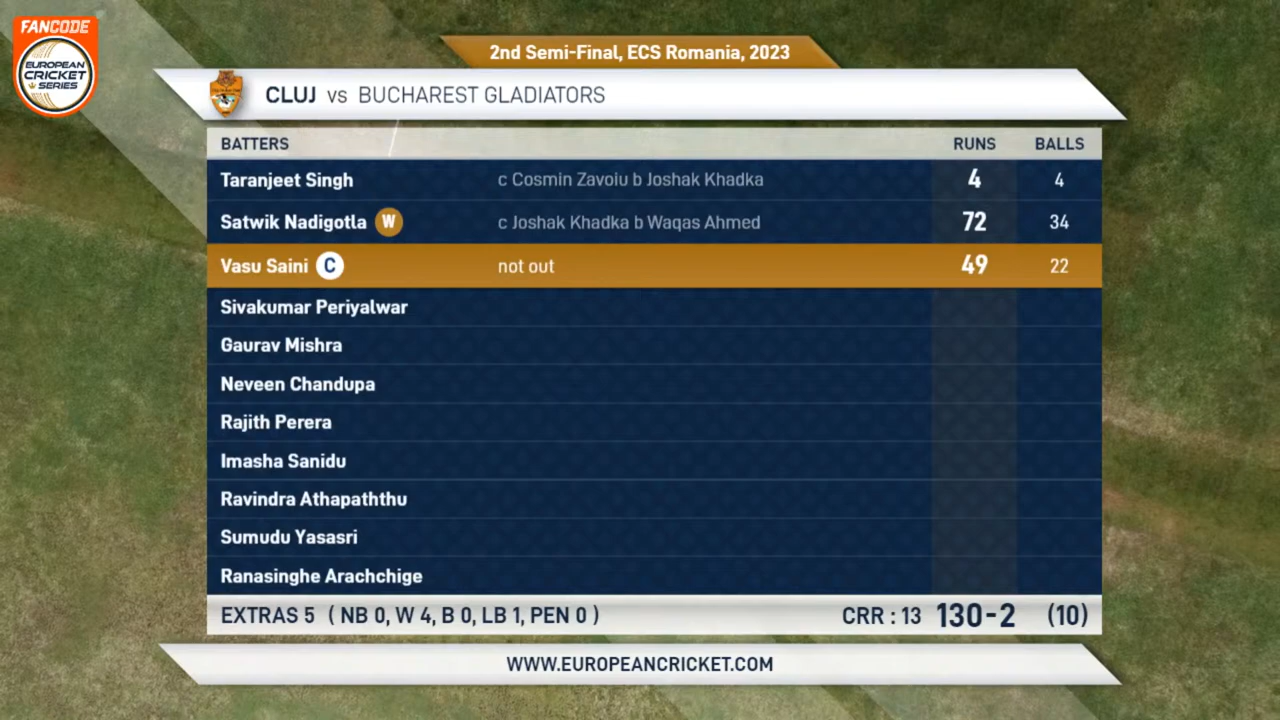 FANCODE
EUROPEAN
CRICKET
SERIES
2nd Semi-Final, ECS Romania, 2023
CLUJ vs BUCHAREST GLADIATORS
BATTERS RUNS BALLS
Taranjeet Singh c Cosmin Zavoiu b Joshak Khadka 4 4
Satwik Nadigotla W c Joshak Khadka b Waqas Ahmed 72 34
Vasu Saini C not out 49 22
Sivakumar Periyalwar
Gaurav Mishra
Neveen Chandupa
Rajith Perera
Imasha Sanidu
Ravindra Athapaththu
Sumudu Yasasri
Ranasinghe Arachchige
EXTRAS 5 ( NB 0, W 4, B 0, LB 1, PEN 0 ) CRR : 13 130-2 (10)
WWW.EUROPEANCRICKET.COM